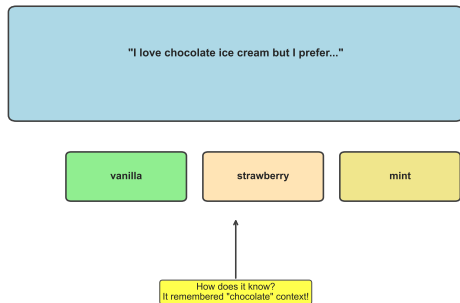 "I love chocolate ice cream but I prefer..."
vanilla
strawberry
mint
How does it know?
It remembered "chocolate" context!